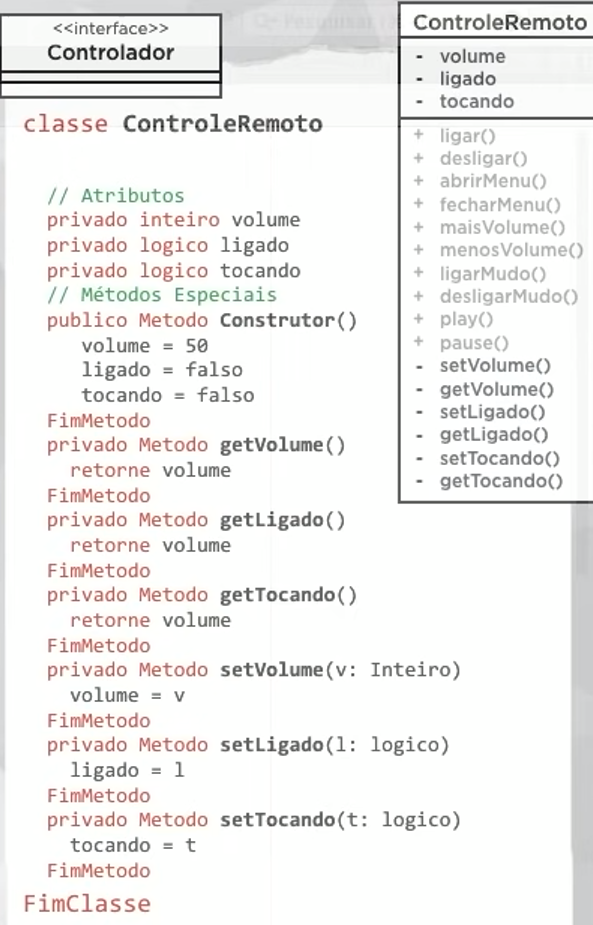 <<interface>>
Controlador
classe ControleRemoto
// Atributos
privado inteiro volume
privado logico ligado
privado logico tocando
// Métodos Especiais
publico Metodo Construtor()
volume = 50
ligado = falso
tocando = falso
FimMetodo
privado Metodo getVolume()
retorne volume
FimMetodo
privado Metodo getLigado()
retorne volume
FimMetodo
privado Metodo getTocando()
retorne volume
FimMetodo
privado Metodo setVolume(v: Inteiro)
volume = v
FimMetodo
privado Metodo setLigado(l: logico)
ligado = l
FimMetodo
privado Metodo setTocando(t: logico)
tocando = t
FimMetodo
FimClasse
ControleRemoto
- volume
- ligado
- tocando
+ ligar()
+ desligar()
+ abrirMenu()
+ fecharMenu()
+ maisVolume()
+ menosVolume()
+ ligarMudo()
+ desligarMudo()
+ play()
+ pause()
- setVolume()
- getVolume()
- setLigado()
- getLigado()
- setTocando()
- getTocando()